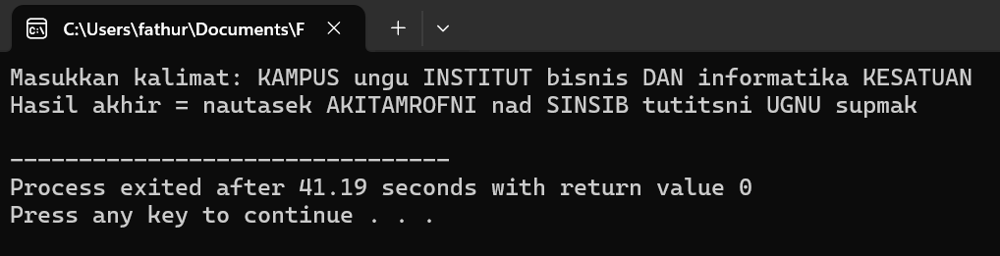 C:\Users\fathur\Documents\F
Masukkan kalimat: KAMPUS ungu INSTITUT bisnis DAN informatika KESATUAN
Hasil akhir = nautasek AKITAMROFNI nad SINSIB tutitsni UGNU supmak
--------------------------------
Process exited after 41.19 seconds with return value 0
Press any key to continue . . .